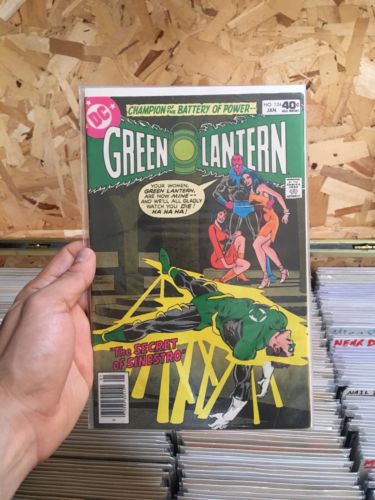 CHAMPION OF THE BATTERY OF POWER--
DC
NO. 124
JAN.
40¢
GREEN LANTERN
YOUR WOMEN,
GREEN LANTERN,
ARE NOW MINE--
AND WE'LL ALL GLADLY
WATCH YOU DIE!
HA HA HA!
"The SECRET
OF SINESTRO"